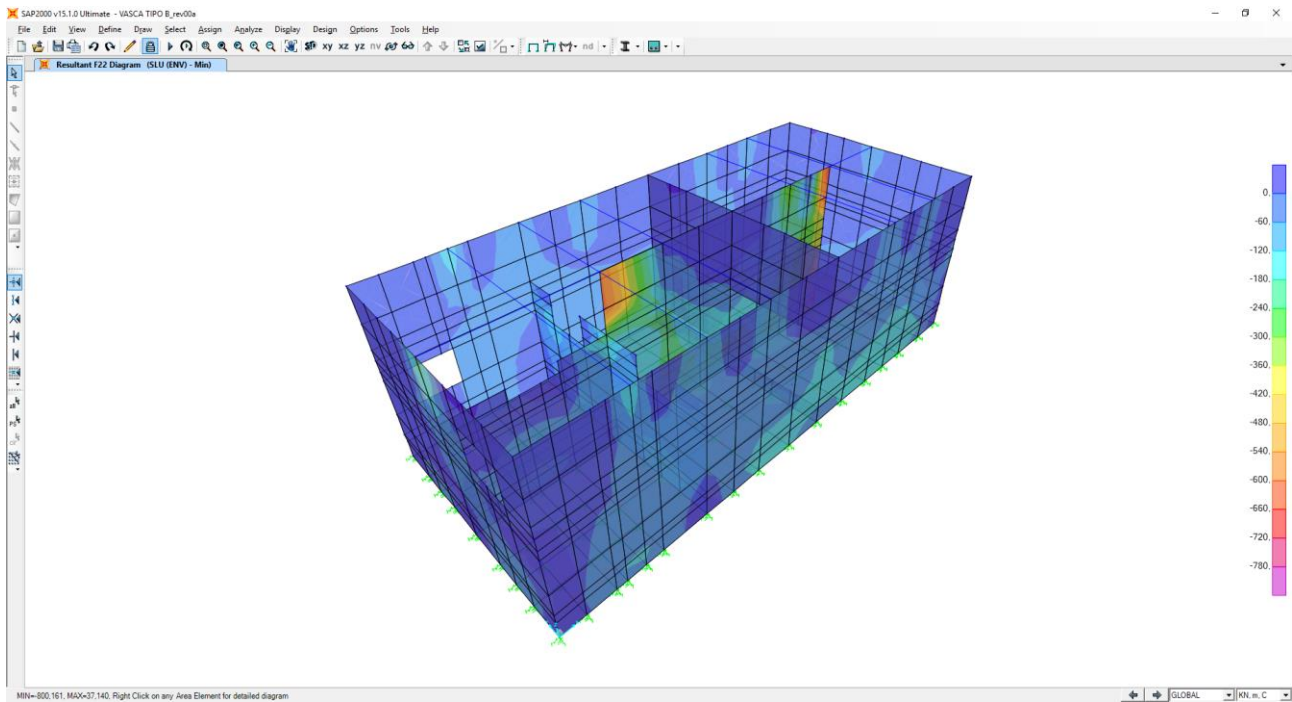 SAP2000 v15.1.0 Ultimate - VASCA TIPO B_rev00a
File Edit View Define Draw Select Assign Analyze Display Design Options Tools Help
3D xy xz yz nv nd
Resultant F22 Diagram (SLU (ENV) - Min)
0,
-60,
-120,
-180,
-240,
-300,
-360,
-420,
-480,
-540,
-600,
-660,
-720,
-780,
MIN=-800,161, MAX=37,140, Right Click on any Area Element for detailed diagram
GLOBAL
KN, m, C